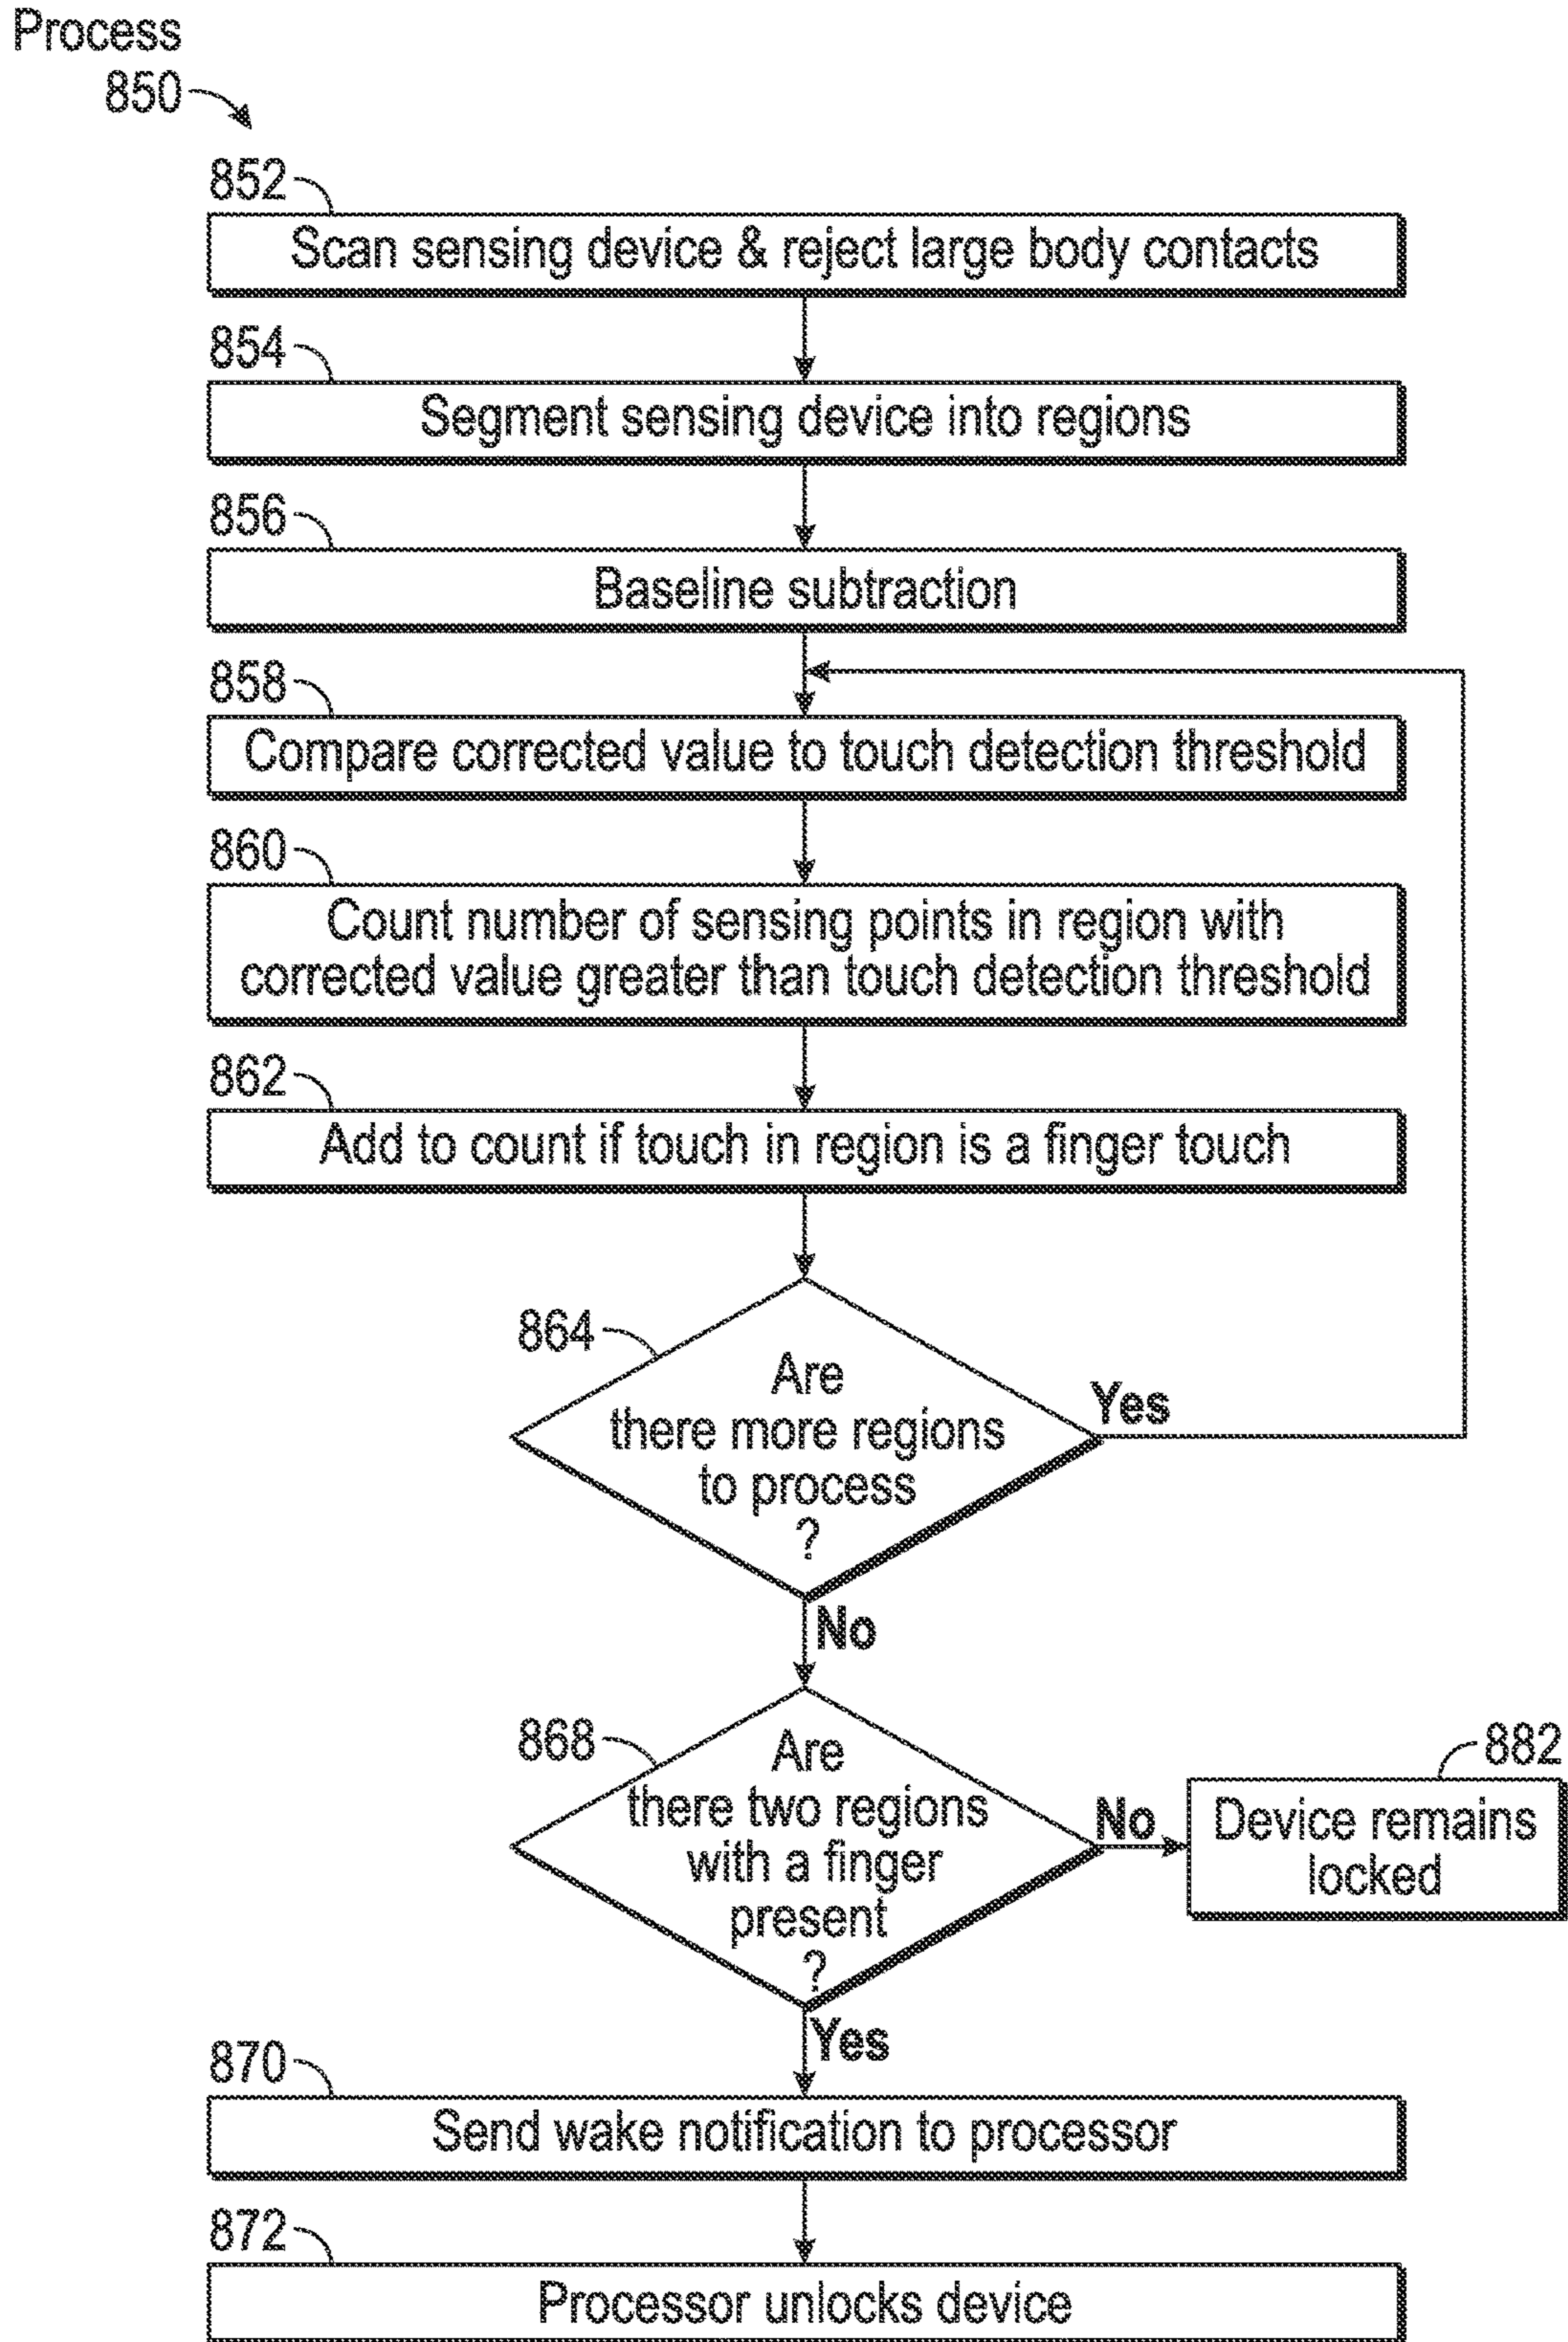 Process
850
852
Scan sensing device & reject large body contacts
854
Segment sensing device into regions
856
Baseline subtraction
858
Compare corrected value to touch detection threshold
860
Count number of sensing points in region with
corrected value greater than touch detection threshold
862
Add to count if touch in region is a finger touch
864
Are
there more regions
to process
?
Yes
No
868
Are
there two regions
with a finger
present
?
No
882
Device remains
locked
Yes
870
Send wake notification to processor
872
Processor unlocks device